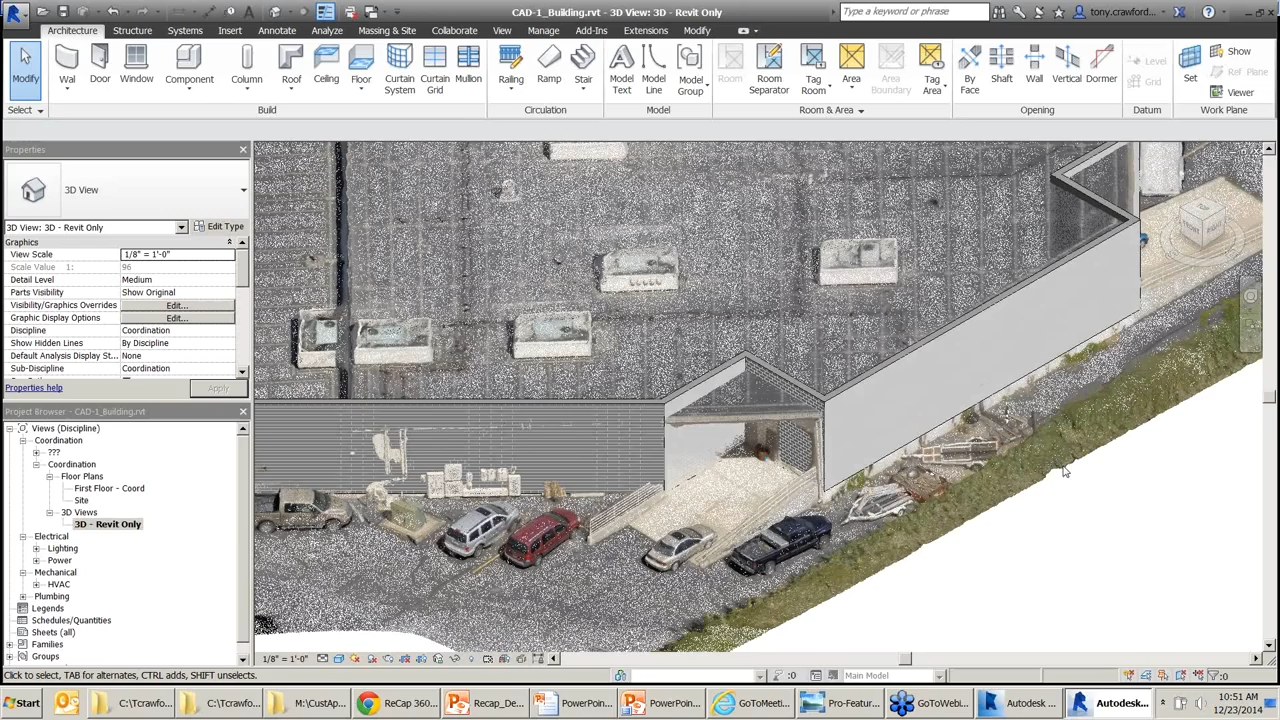 CAD-1_Building.rvt - 3D View: 3D - Revit Only
Type a keyword or phrase
tony.crawford...
Architecture Structure Systems Insert Annotate Analyze Massing & Site Collaborate View Manage Add-Ins Extensions Modify
Modify Wall Door Window Component Column Roof Ceiling Floor Curtain System Curtain Grid Mullion Railing Ramp Stair Model Text Model Line Model Group Room Room Separator Tag Room Area Area Boundary Tag Area By Face Shaft Wall Vertical Dormer Level Grid Set Show Ref Plane Viewer
Select Build Circulation Model Room & Area Opening Datum Work Plane
Properties
3D View
3D View: 3D - Revit Only Edit Type
Graphics
View Scale 1/8" = 1'-0"
Scale Value 1: 96
Detail Level Medium
Parts Visibility Show Original
Visibility/Graphics Overrides Edit...
Graphic Display Options Edit...
Discipline Coordination
Show Hidden Lines By Discipline
Default Analysis Display St... None
Sub-Discipline Coordination
Properties help Apply
Project Browser - CAD-1_Building.rvt
Views (Discipline)
Coordination
???
Coordination
Floor Plans
First Floor - Coord
Site
3D Views
3D - Revit Only
Electrical
Lighting
Power
Mechanical
HVAC
Plumbing
Legends
Schedules/Quantities
Sheets (all)
Families
Groups
1/8" = 1'-0"
Click to select, TAB for alternates, CTRL adds, SHIFT unselects.
:0 Main Model :0
Start C:\Tcrawfo... C:\Tcrawfo... M:\CustAp... ReCap 360... Recap_De... PowerPoin... PowerPoin... GoToMeeti... Pro-Featur... GoToWebi... Autodesk ... Autodesk...
10:51 AM
12/23/2014